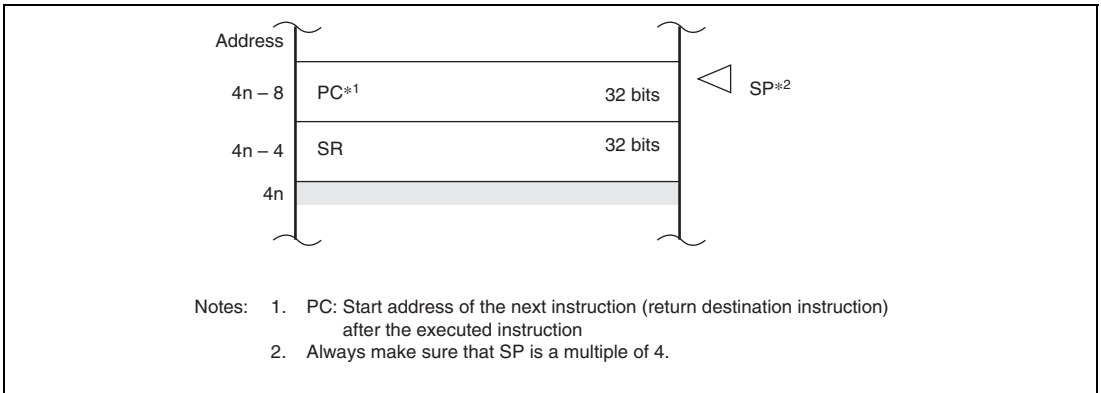 Address
4n – 8 PC*1 32 bits SP*2
4n – 4 SR 32 bits
4n
Notes: 1. PC: Start address of the next instruction (return destination instruction)
after the executed instruction
2. Always make sure that SP is a multiple of 4.